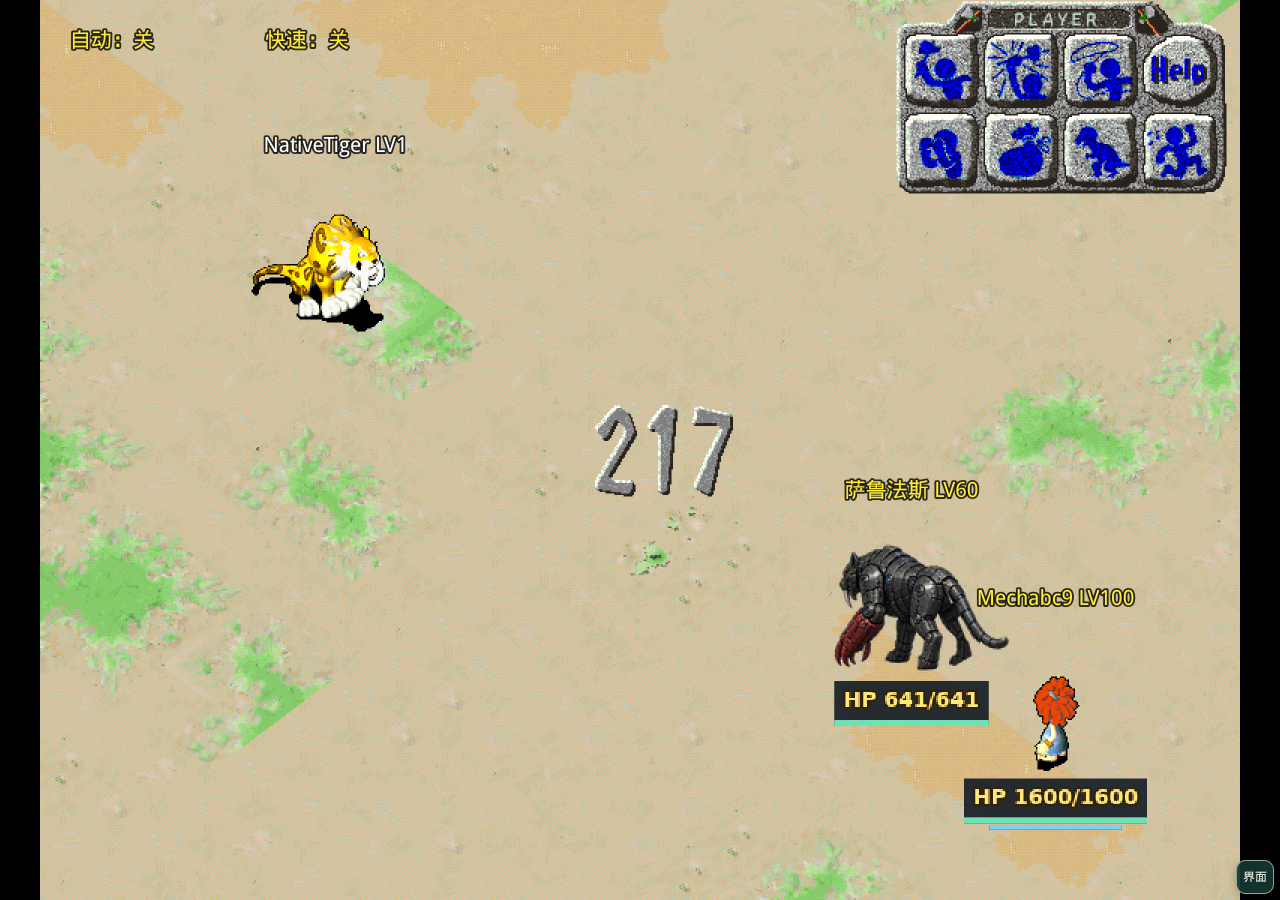 自动：关
快速：关
PLAYER
Help
NativeTiger LV1
217
萨鲁法斯 LV60
Mechabc9 LV100
HP 641/641
HP 1600/1600
界面